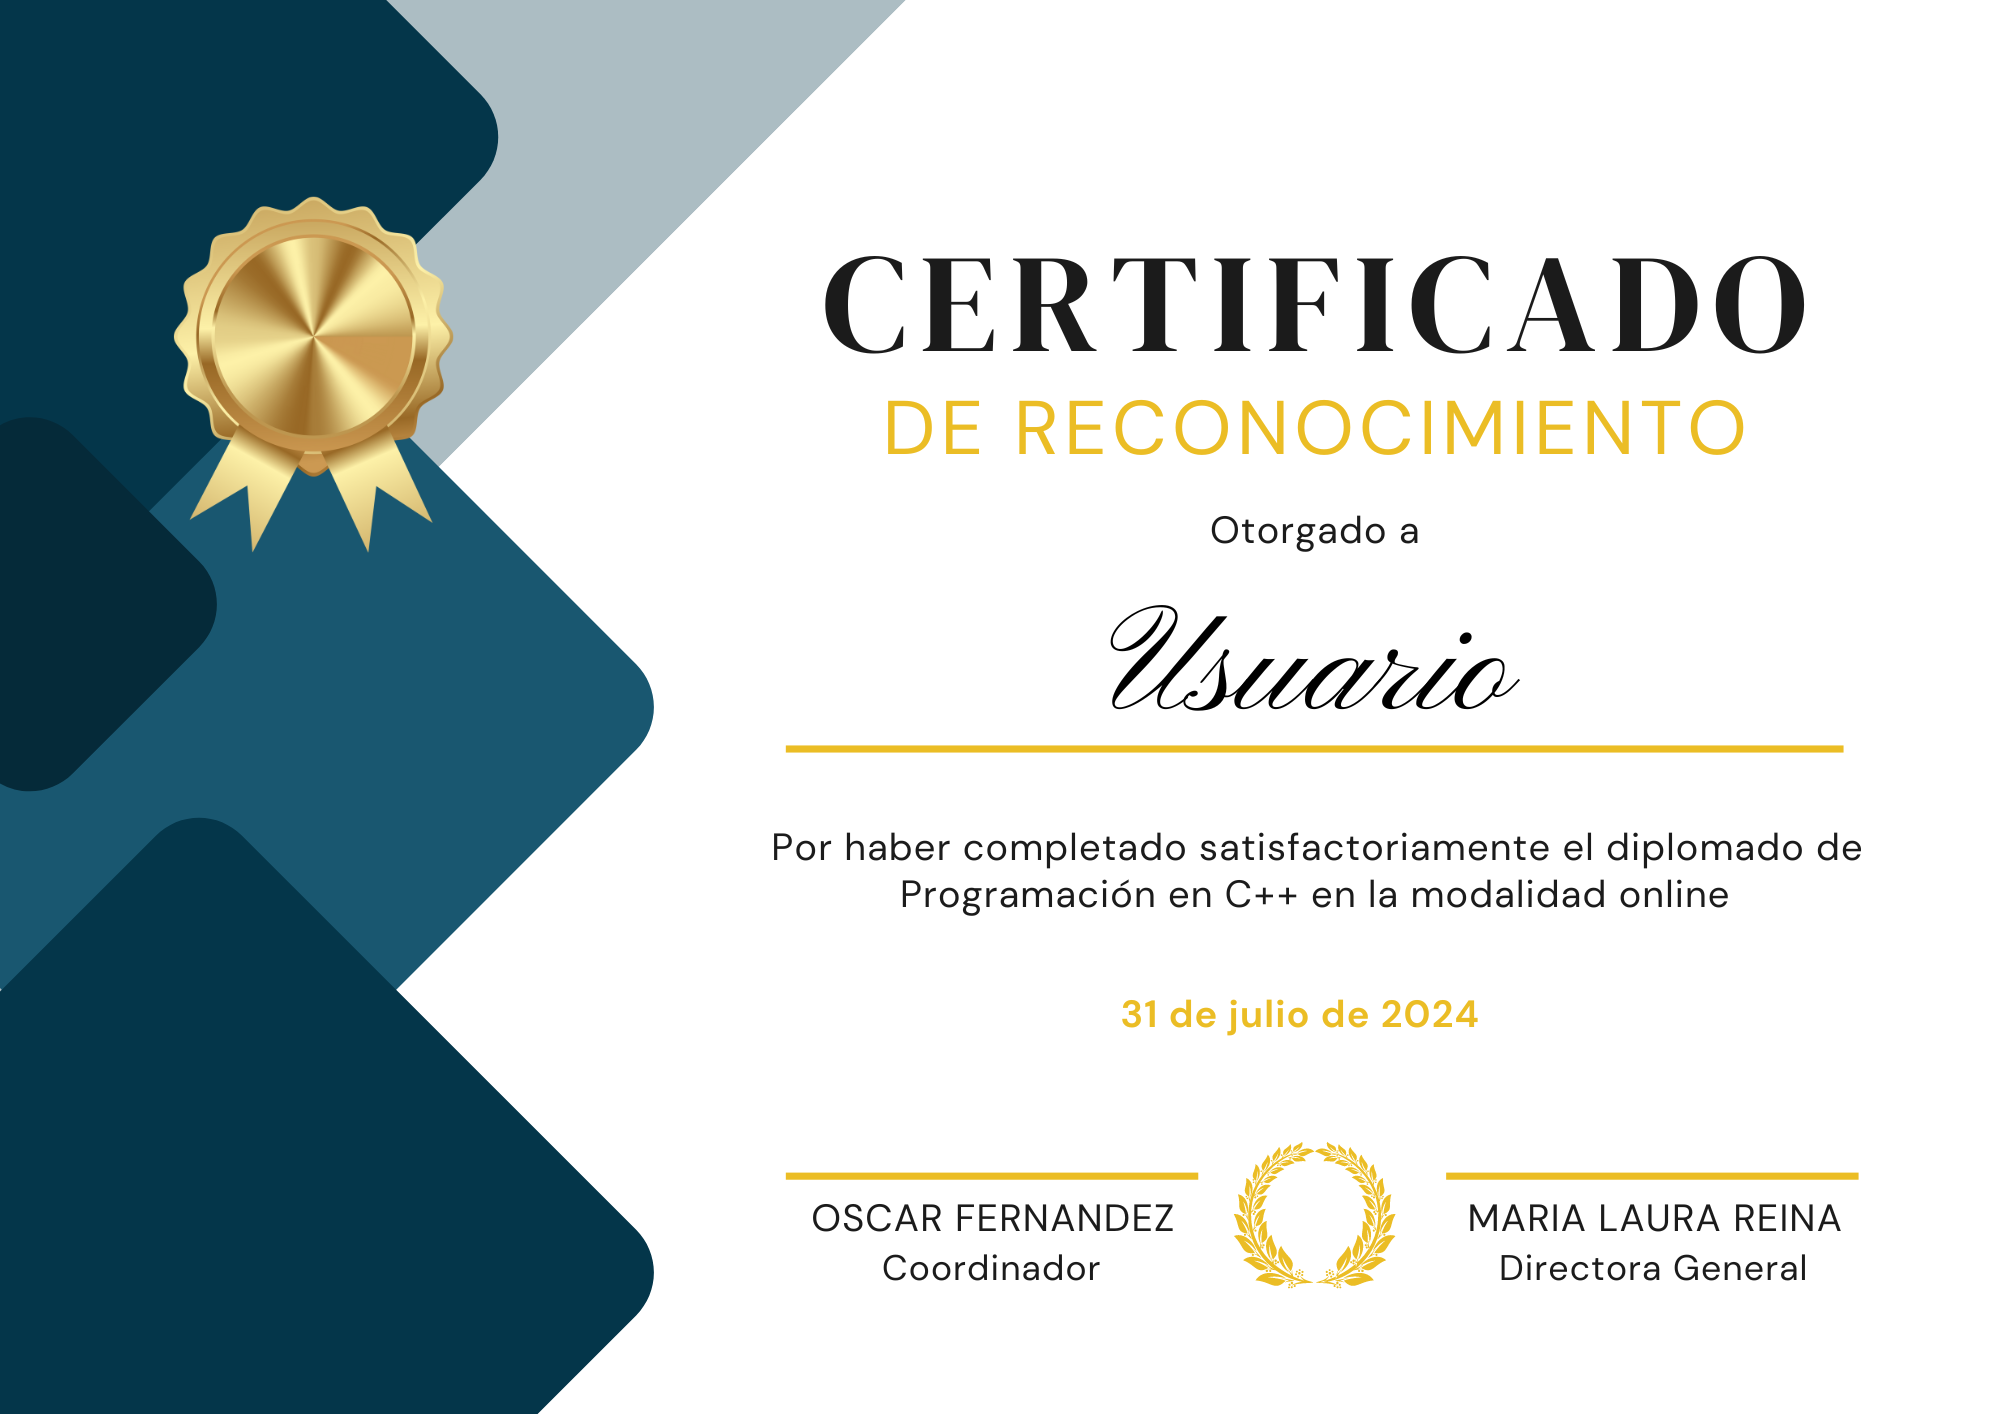 CERTIFICADO
DE RECONOCIMIENTO
Otorgado a
Usuario
Por haber completado satisfactoriamente el diplomado de
Programación en C++ en la modalidad online
31 de julio de 2024
OSCAR FERNANDEZ
Coordinador
MARIA LAURA REINA
Directora General